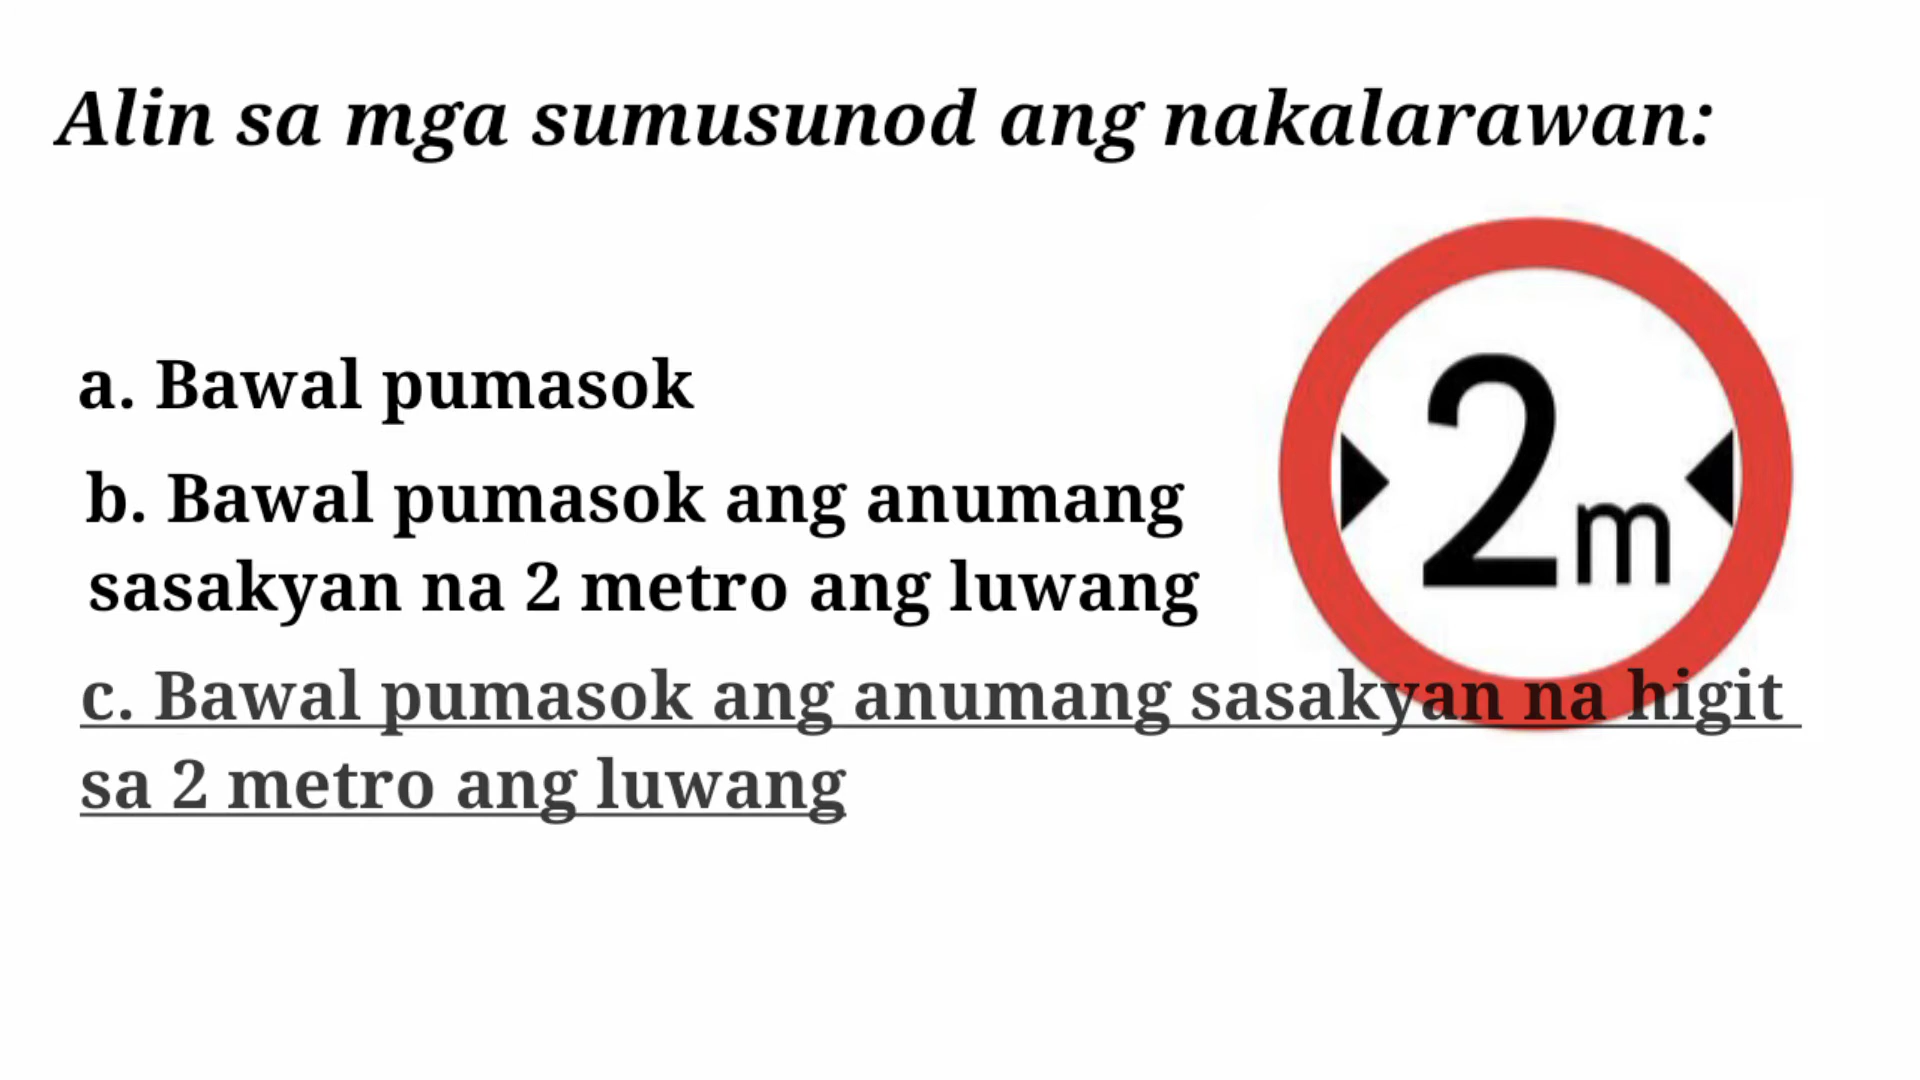 Alin sa mga sumusunod ang nakalarawan:
a. Bawal pumasok
b. Bawal pumasok ang anumang
sasakyan na 2 metro ang luwang
2m
c. Bawal pumasok ang anumang sasakyan na higit
sa 2 metro ang luwang